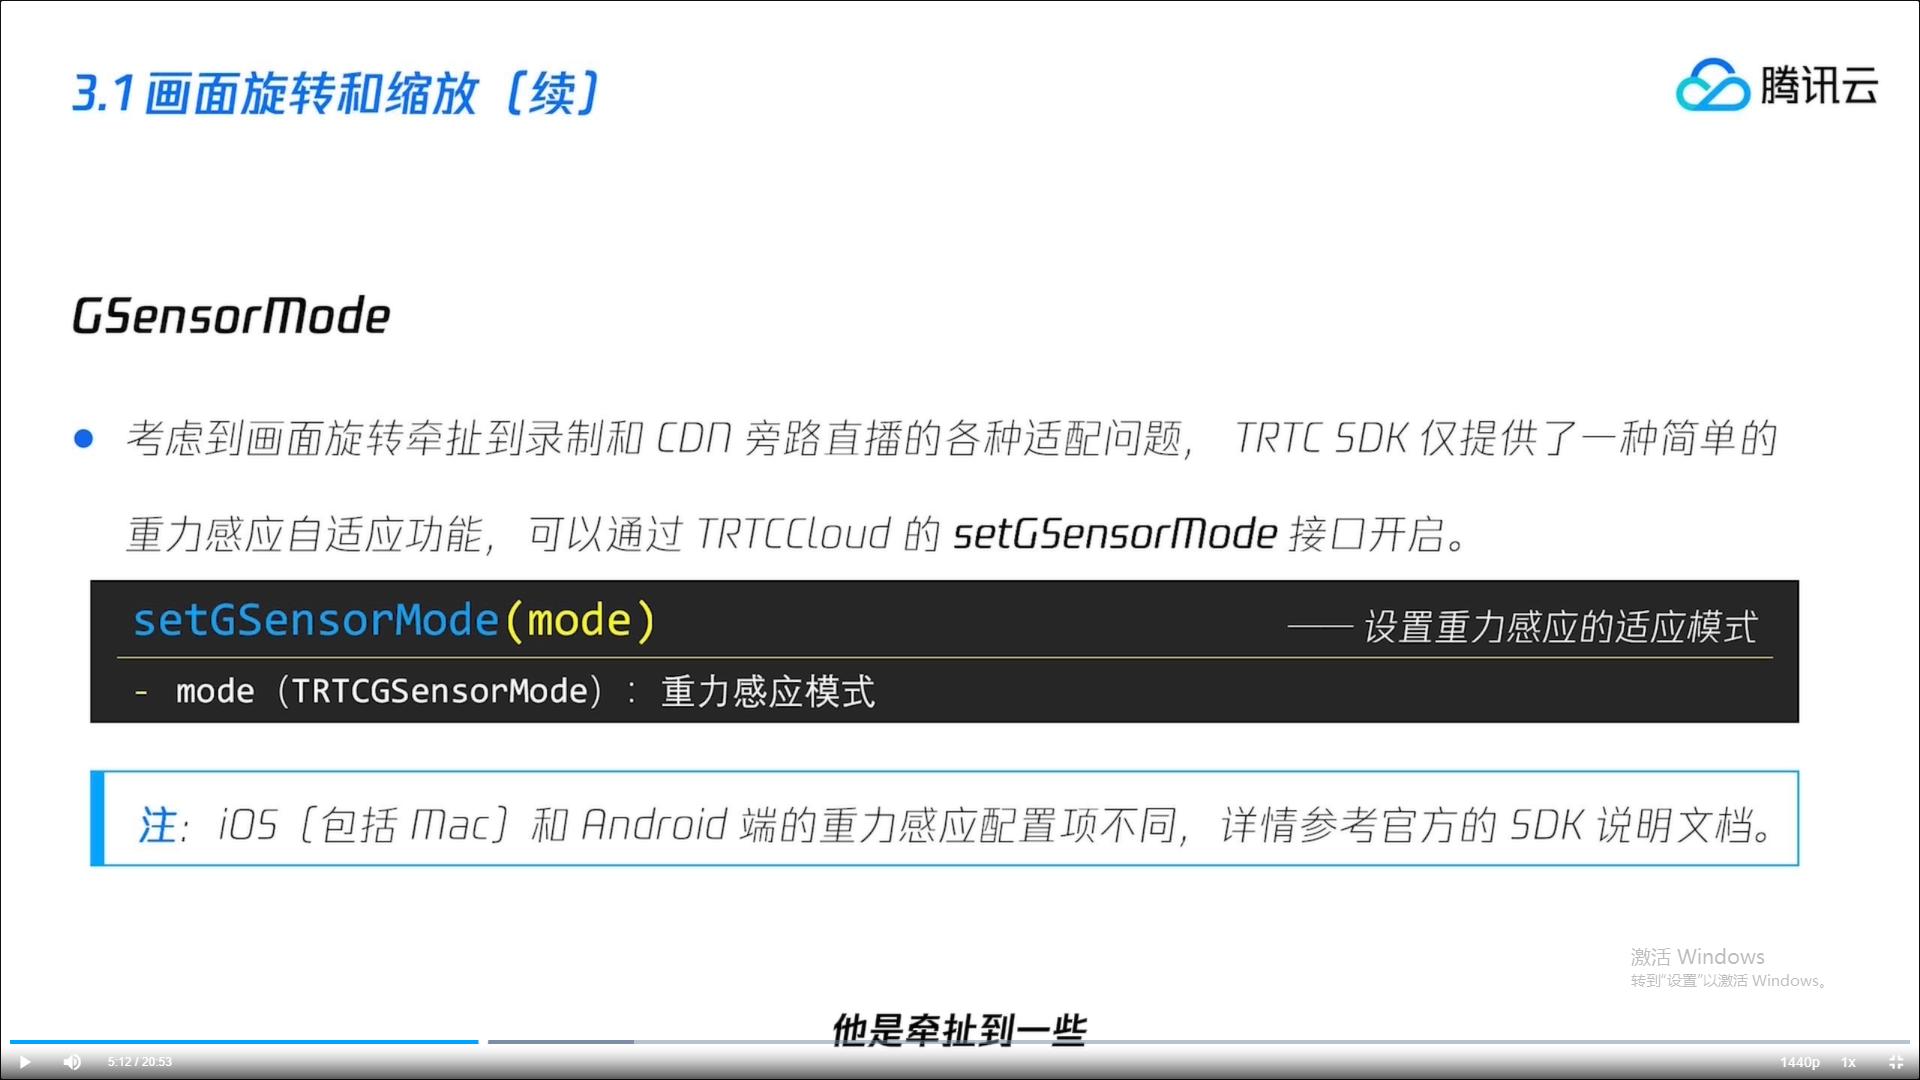 3.1 画面旋转和缩放（续）
腾讯云
GSensorMode
考虑到画面旋转牵扯到录制和 CDN 旁路直播的各种适配问题， TRTC SDK 仅提供了一种简单的
重力感应自适应功能， 可以通过 TRTCCloud 的 setGSensorMode 接口开启。
setGSensorMode(mode)
—— 设置重力感应的适应模式
- mode（TRTCGSensorMode）：重力感应模式
注：iOS（包括 Mac）和 Android 端的重力感应配置项不同，详情参考官方的 SDK 说明文档。
激活 Windows
转到“设置”以激活 Windows。
他是牵扯到一些
5:12 / 20:53
1440p
1x